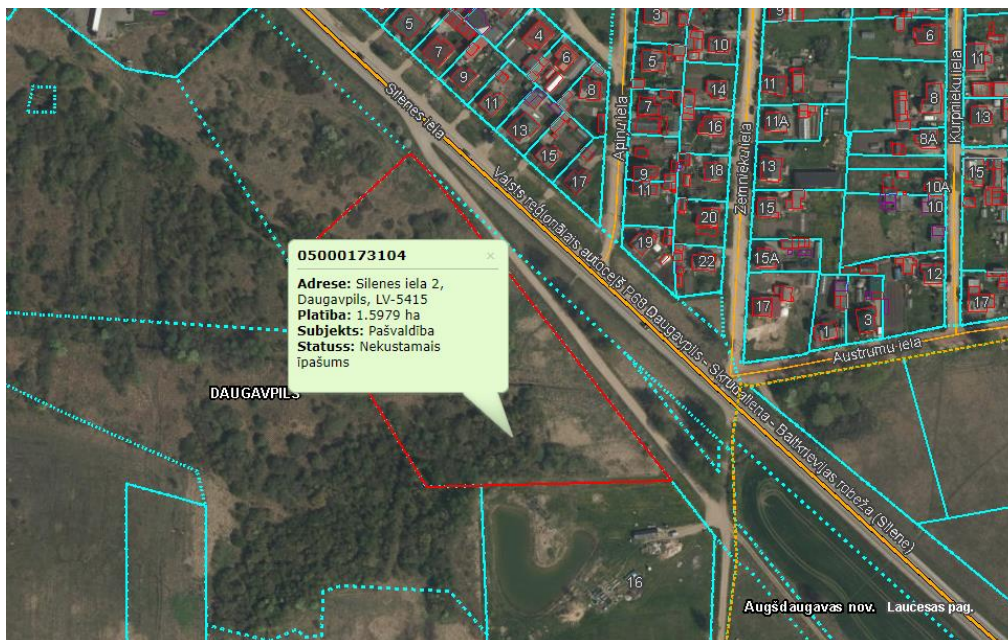 5
7
9
11
13
15
17
4
6
8
Silenes iela
Apiņu iela
3
5
7
9
11
19
10
14
16
18
20
22
Zemnieku iela
9
11
11A
13
15
15A
17
1
3
6
8
8A
10A
10
12
Kurpnieku iela
11
13
15
17
Austrumu iela
Valsts reģionālais autoceļš P68 Daugavpils - Skrudaliena - Baltkrievijas robeža (Silene)
05000173104 ×
Adrese: Silenes iela 2,
Daugavpils, LV-5415
Platība: 1.5979 ha
Subjekts: Pašvaldība
Statuss: Nekustamais
īpašums
DAUGAVPILS
16
Augšdaugavas nov. Laucesas pag.